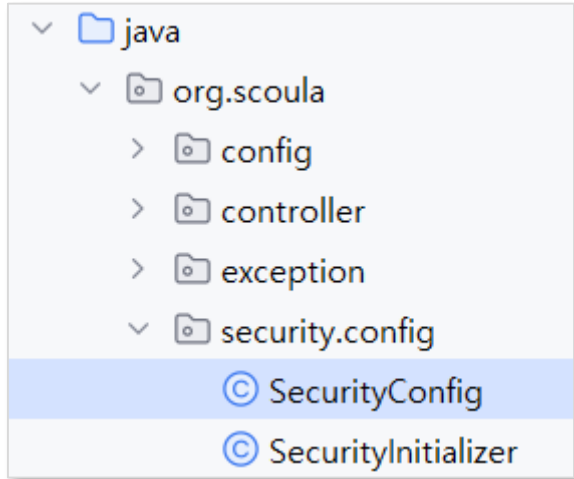 java
org.scoula
config
controller
exception
security.config
SecurityConfig
SecurityInitializer